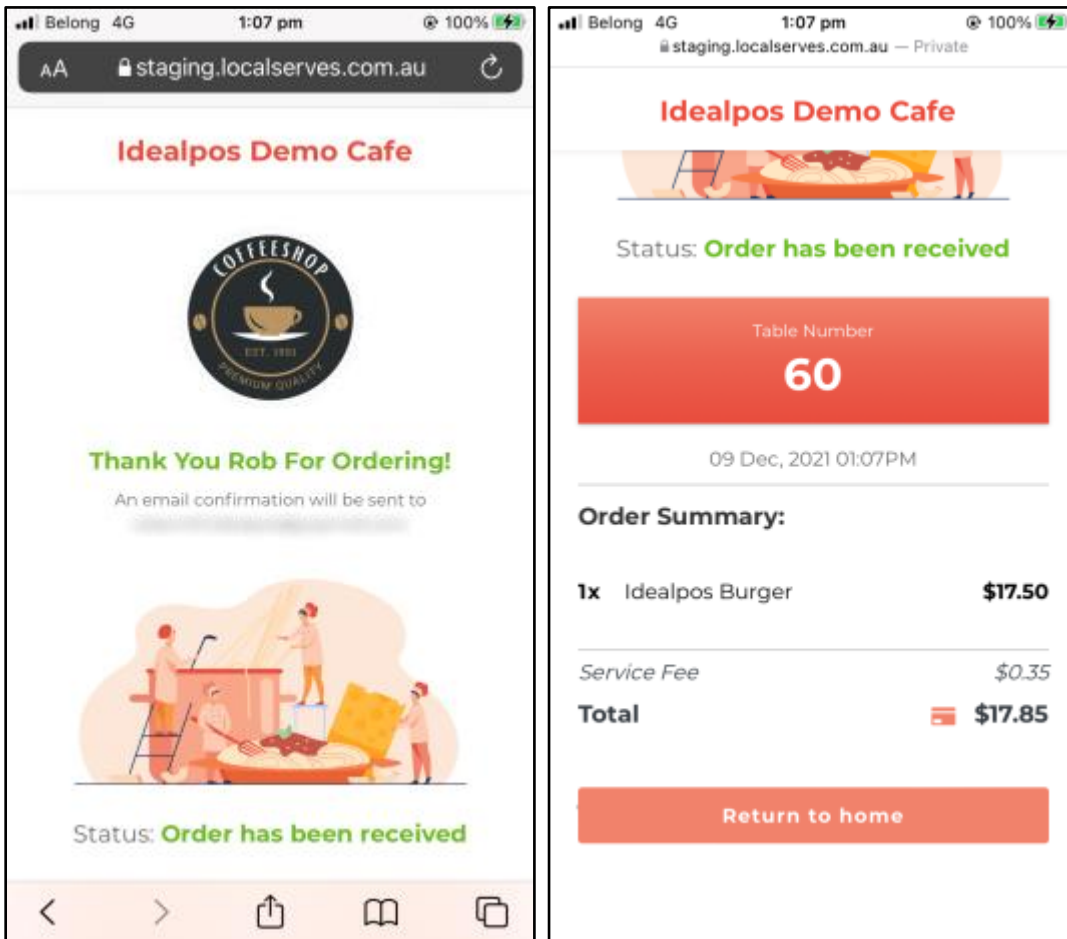 Belong 4G 1:07 pm 100%
AA staging.localserves.com.au
Idealpos Demo Cafe
COFFEESHOP
EST. 1991
PREMIUM QUALITY
Thank You Rob For Ordering!
An email confirmation will be sent to
Status: Order has been received
Belong 4G 1:07 pm 100%
staging.localserves.com.au — Private
Idealpos Demo Cafe
Status: Order has been received
Table Number
60
09 Dec, 2021 01:07PM
Order Summary:
1x Idealpos Burger $17.50
Service Fee $0.35
Total $17.85
Return to home